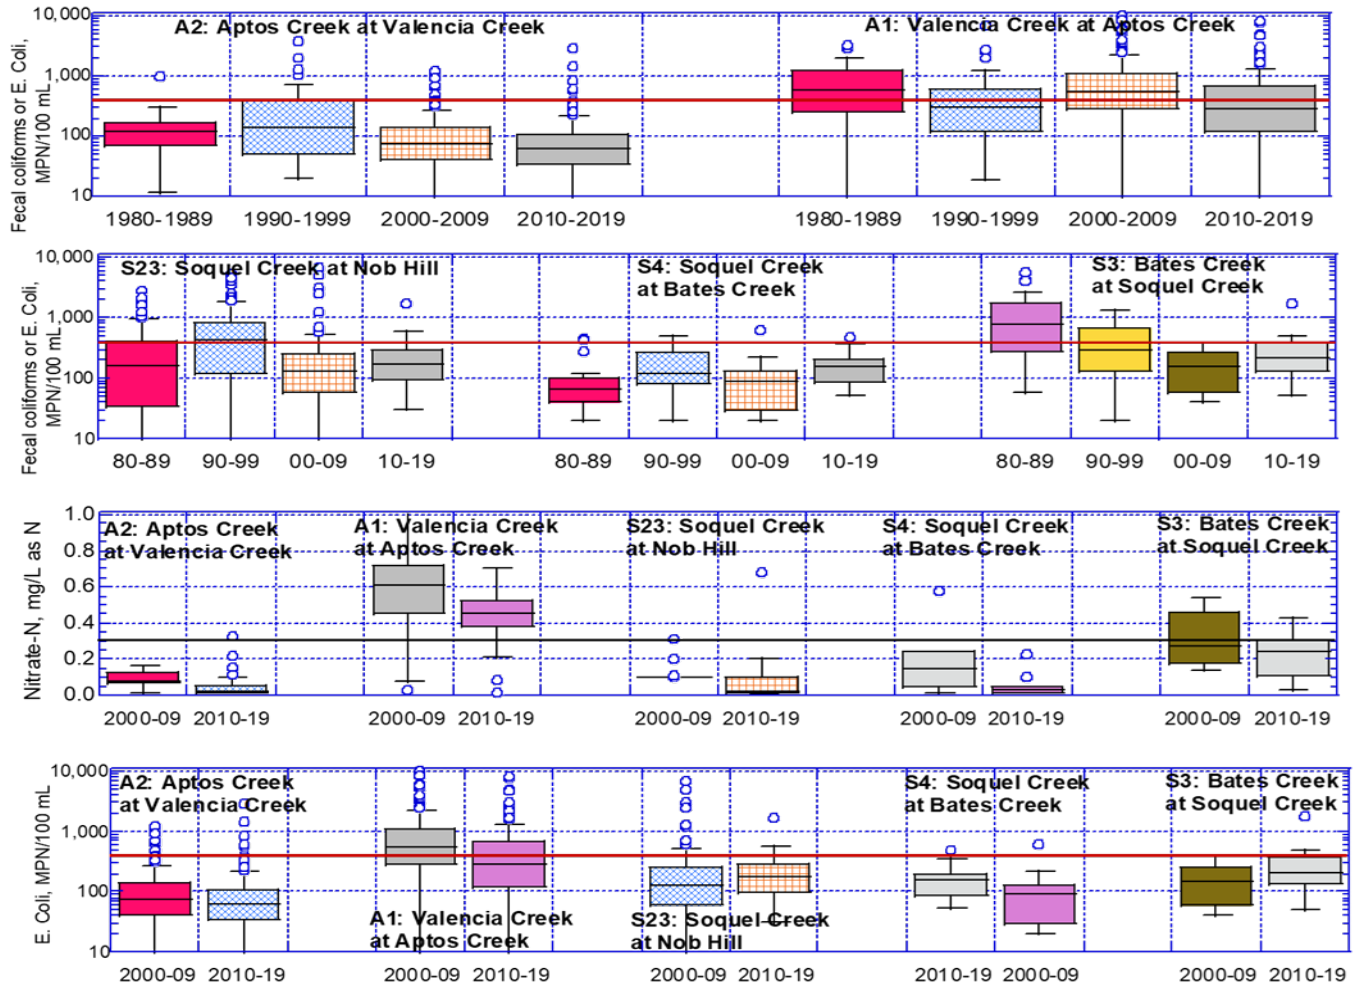 Fecal coliforms or E. Coli,
MPN/100 mL
10,000
1,000
100
10
A2: Aptos Creek at Valencia Creek
A1: Valencia Creek at Aptos Creek
1980-1989 1990-1999 2000-2009 2010-2019 1980-1989 1990-1999 2000-2009 2010-2019
Fecal coliforms or E. Coli,
MPN/100 mL
10,000
1,000
100
10
S23: Soquel Creek at Nob Hill
S4: Soquel Creek
at Bates Creek
S3: Bates Creek
at Soquel Creek
80-89 90-99 00-09 10-19 80-89 90-99 00-09 10-19 80-89 90-99 00-09 10-19
Nitrate-N, mg/L as N
1.0
0.8
0.6
0.4
0.2
0.0
A2: Aptos Creek
at Valencia Creek
A1: Valencia Creek
at Aptos Creek
S23: Soquel Creek
at Nob Hill
S4: Soquel Creek
at Bates Creek
S3: Bates Creek
at Soquel Creek
2000-09 2010-19 2000-09 2010-19 2000-09 2010-19 2000-09 2010-19 2000-09 2010-19
E. Coli, MPN/100 mL
10,000
1,000
100
10
A2: Aptos Creek
at Valencia Creek
A1: Valencia Creek
at Aptos Creek
S23: Soquel Creek
at Nob Hill
S4: Soquel Creek
at Bates Creek
S3: Bates Creek
at Soquel Creek
2000-09 2010-19 2000-09 2010-19 2000-09 2010-19 2010-19 2000-09 2000-09 2010-19